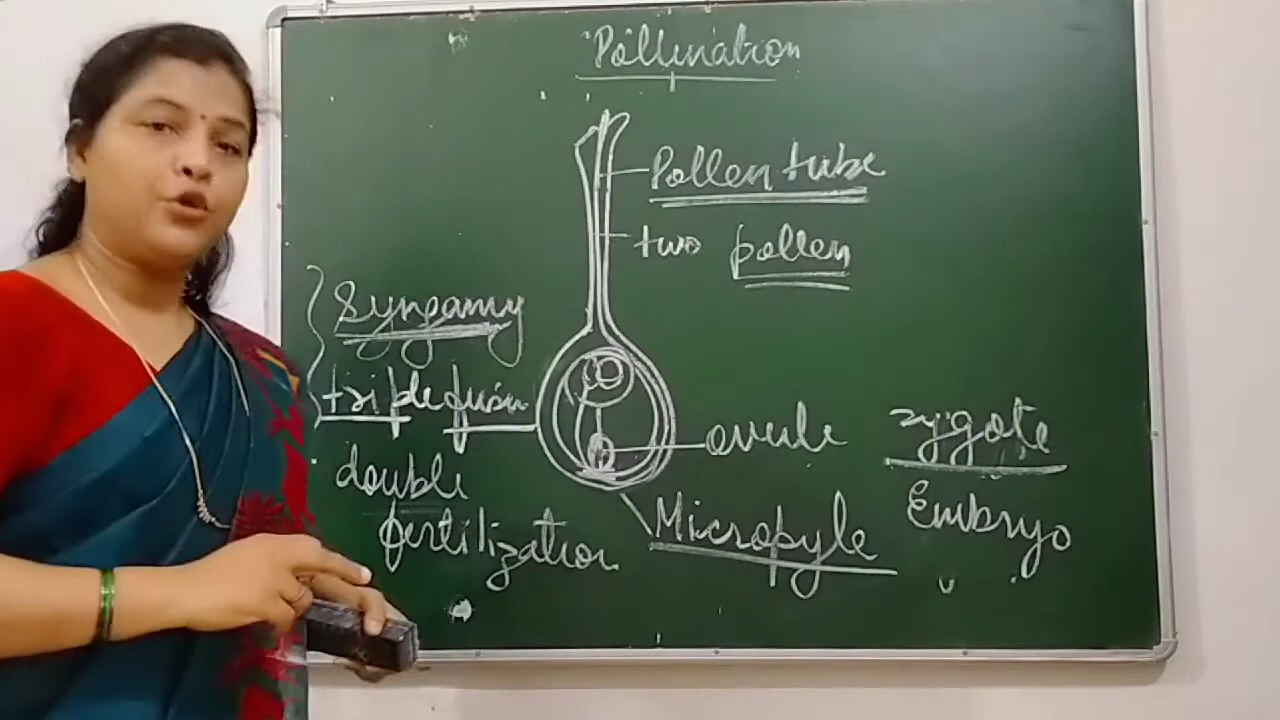 Pollination
Pollen tube
two pollen
Syngamy
triple fusion
double
fertilization
ovule
Micropyle
zygote
Embryo